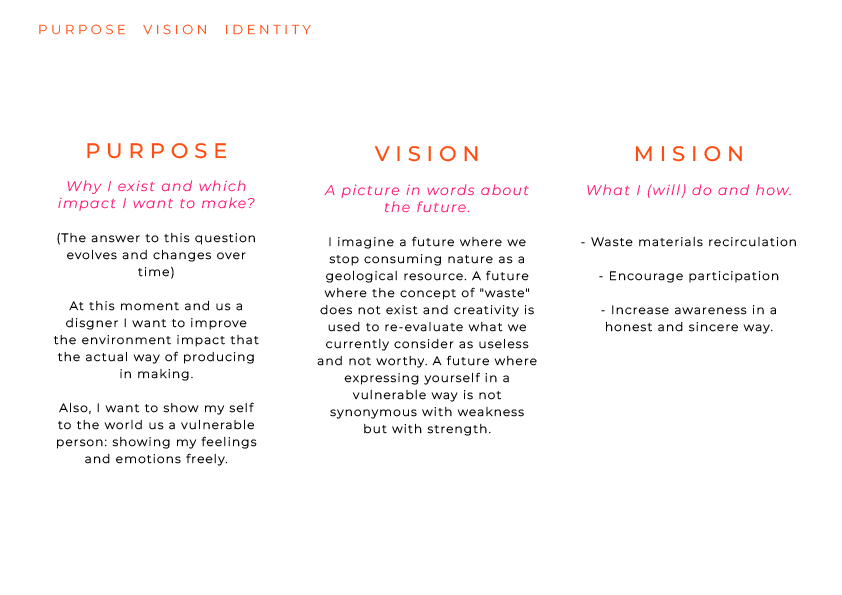 PURPOSE VISION IDENTITY
PURPOSE
Why I exist and which
impact I want to make?
(The answer to this question
evolves and changes over
time)
At this moment and us a
disgner I want to improve
the environment impact that
the actual way of producing
in making.
Also, I want to show my self
to the world us a vulnerable
person: showing my feelings
and emotions freely.
VISION
A picture in words about
the future.
I imagine a future where we
stop consuming nature as a
geological resource. A future
where the concept of "waste"
does not exist and creativity is
used to re-evaluate what we
currently consider as useless
and not worthy. A future where
expressing yourself in a
vulnerable way is not
synonymous with weakness
but with strength.
MISION
What I (will) do and how.
- Waste materials recirculation
- Encourage participation
- Increase awareness in a
honest and sincere way.